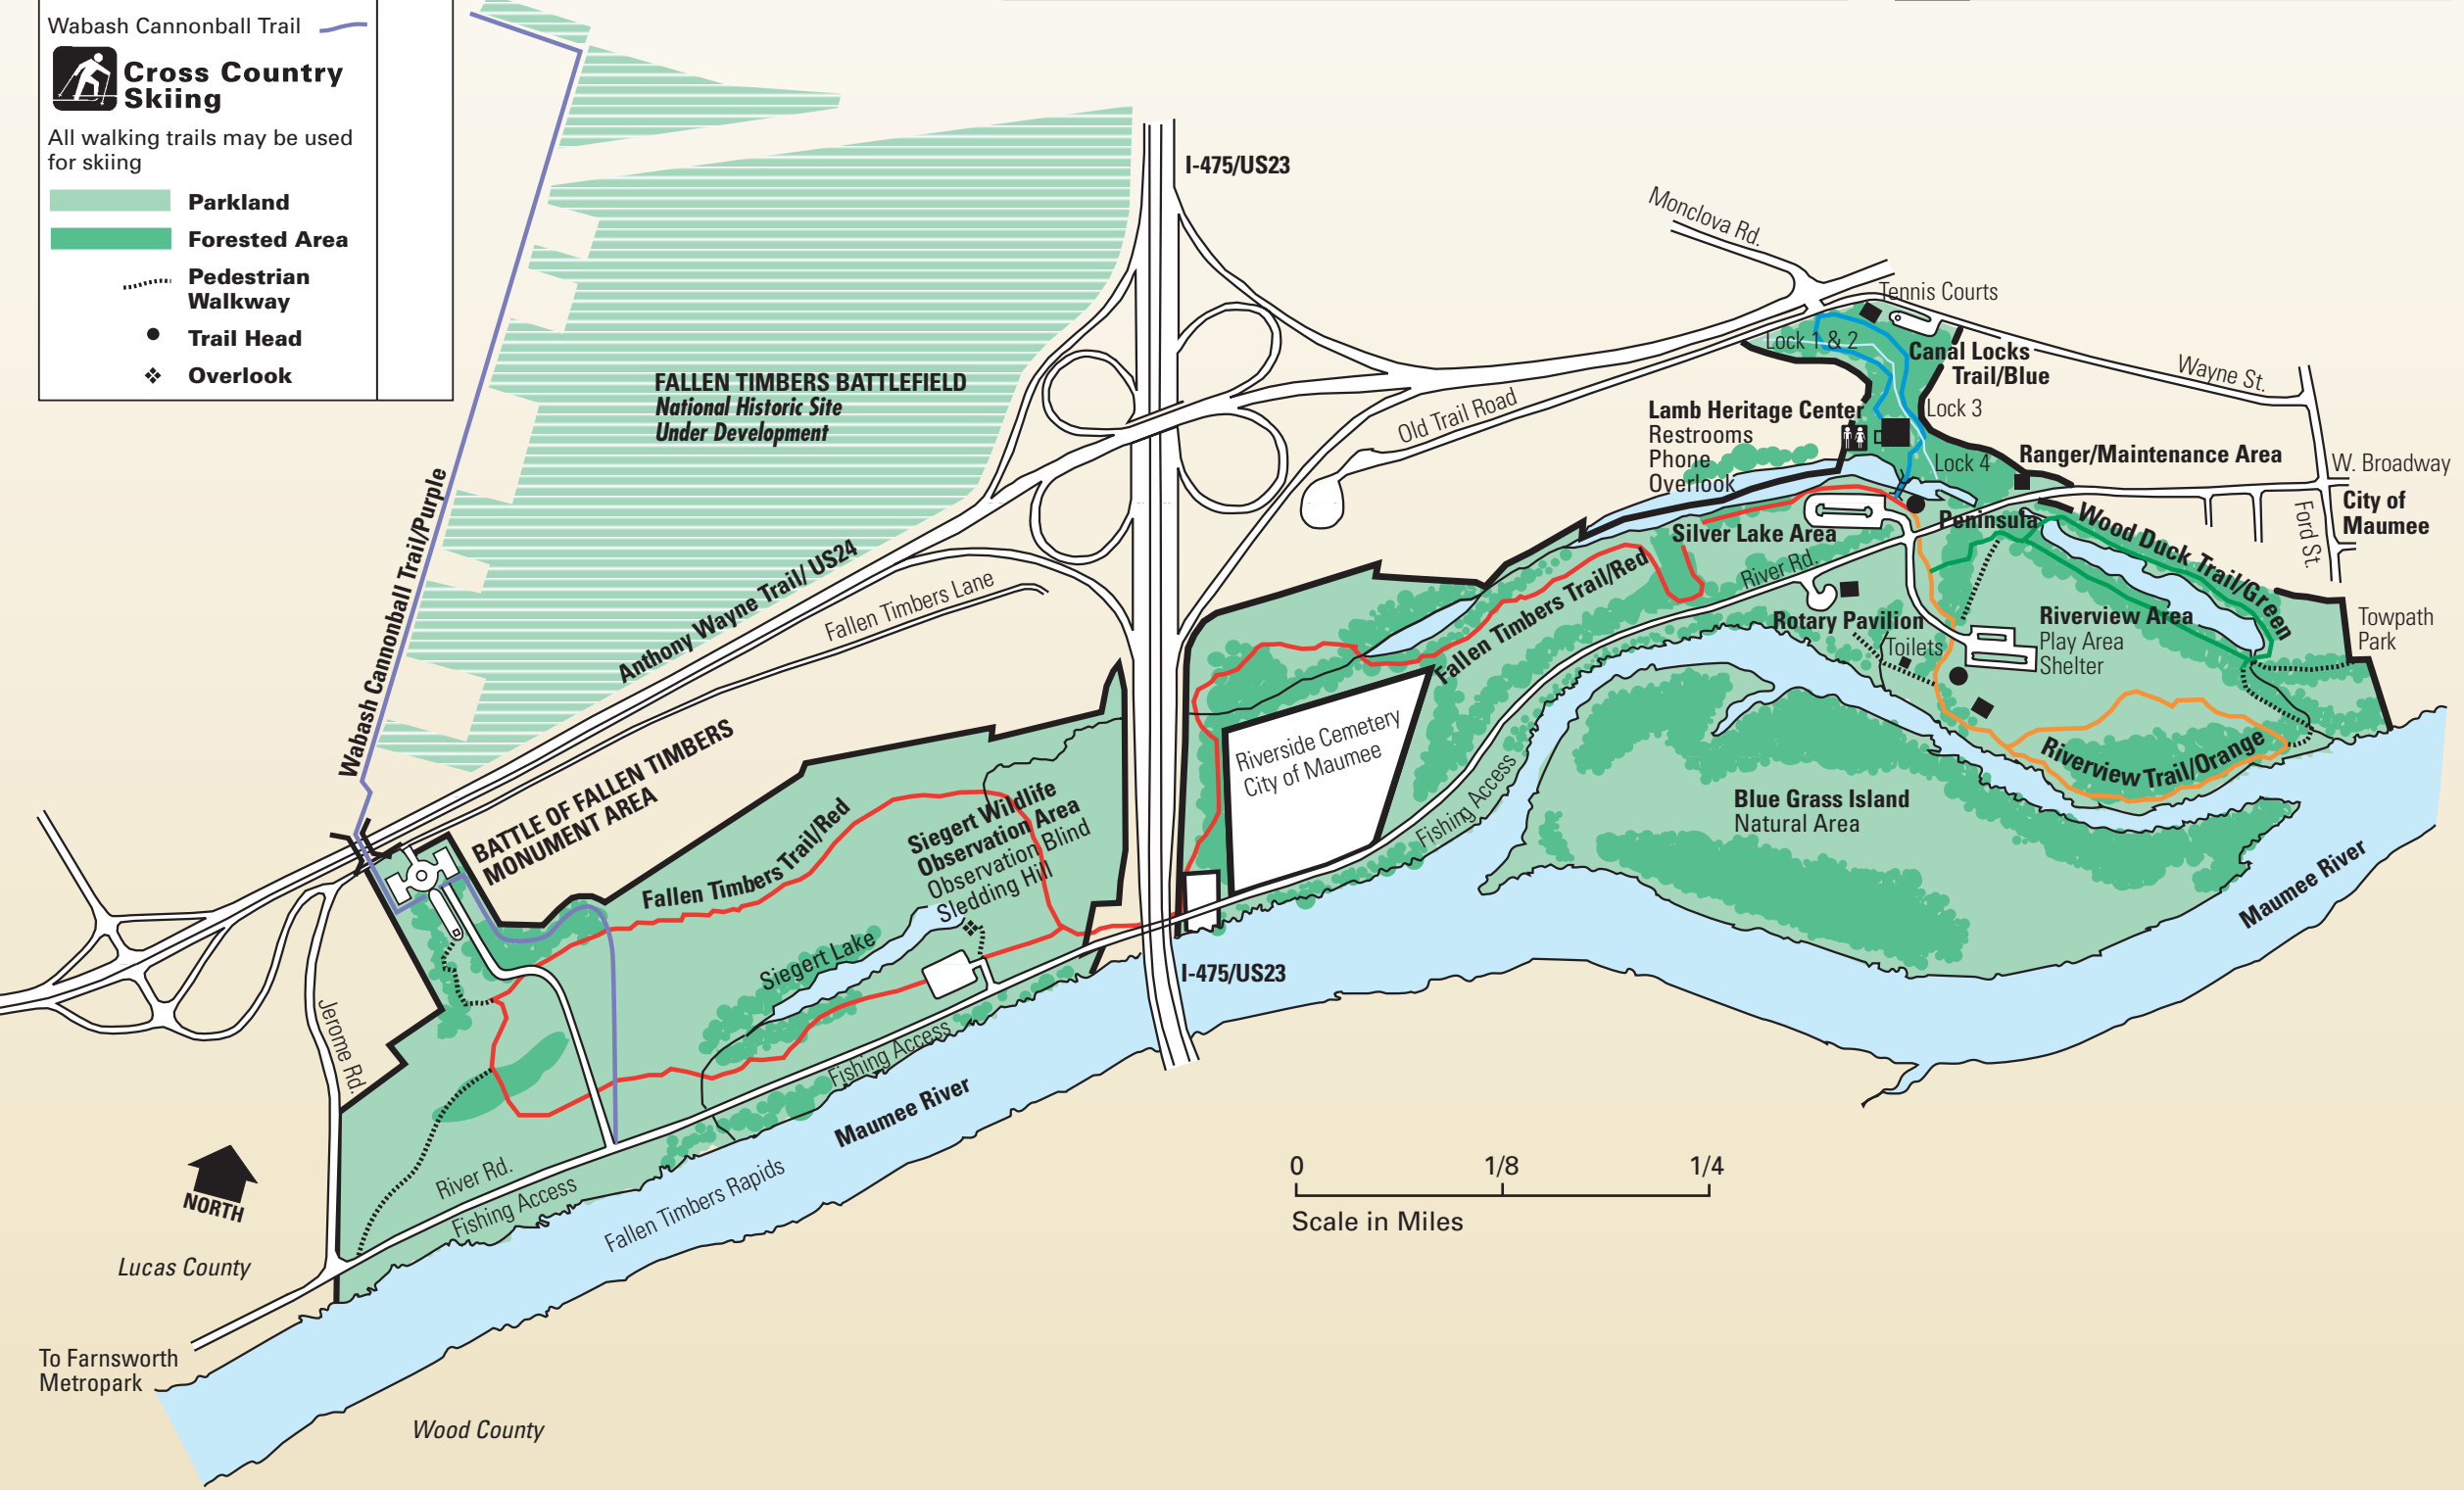 Wabash Cannonball Trail
Cross Country
Skiing
All walking trails may be used
for skiing
Parkland
Forested Area
Pedestrian
Walkway
Trail Head
Overlook
I-475/US23
Monclova Rd.
Tennis Courts
Lock 1 & 2
Canal Locks
Trail/Blue
Wayne St.
FALLEN TIMBERS BATTLEFIELD
National Historic Site
Under Development
Old Trail Road
Lamb Heritage Center
Restrooms
Phone
Overlook
Lock 3
Lock 4
Ranger/Maintenance Area
W. Broadway
City of
Maumee
Ford St.
Wabash Cannonball Trail/Purple
Anthony Wayne Trail/ US24
Fallen Timbers Lane
Silver Lake Area
Peninsula
Wood Duck Trail/Green
River Rd.
Fallen Timbers Trail/Red
Rotary Pavilion
Toilets
Riverview Area
Play Area
Shelter
Towpath
Park
Riverside Cemetery
City of Maumee
Riverview Trail/Orange
BATTLE OF FALLEN TIMBERS
MONUMENT AREA
Fallen Timbers Trail/Red
Siegert Wildlife
Observation Area
Observation Blind
Sledding Hill
Fishing Access
Blue Grass Island
Natural Area
Maumee River
Siegert Lake
I-475/US23
Jerome Rd.
Fishing Access
Maumee River
River Rd.
Fishing Access
Fallen Timbers Rapids
NORTH
0 1/8 1/4
Scale in Miles
Lucas County
To Farnsworth
Metropark
Wood County